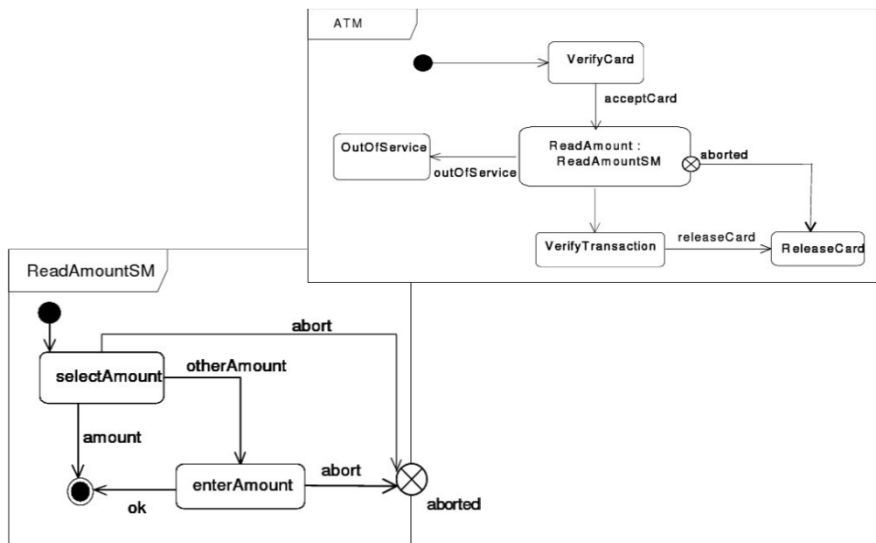 ATM
VerifyCard
acceptCard
OutOfService
ReadAmount :
ReadAmountSM
aborted
outOfService
VerifyTransaction
releaseCard
ReleaseCard
ReadAmountSM
abort
otherAmount
selectAmount
amount
enterAmount
abort
ok
aborted